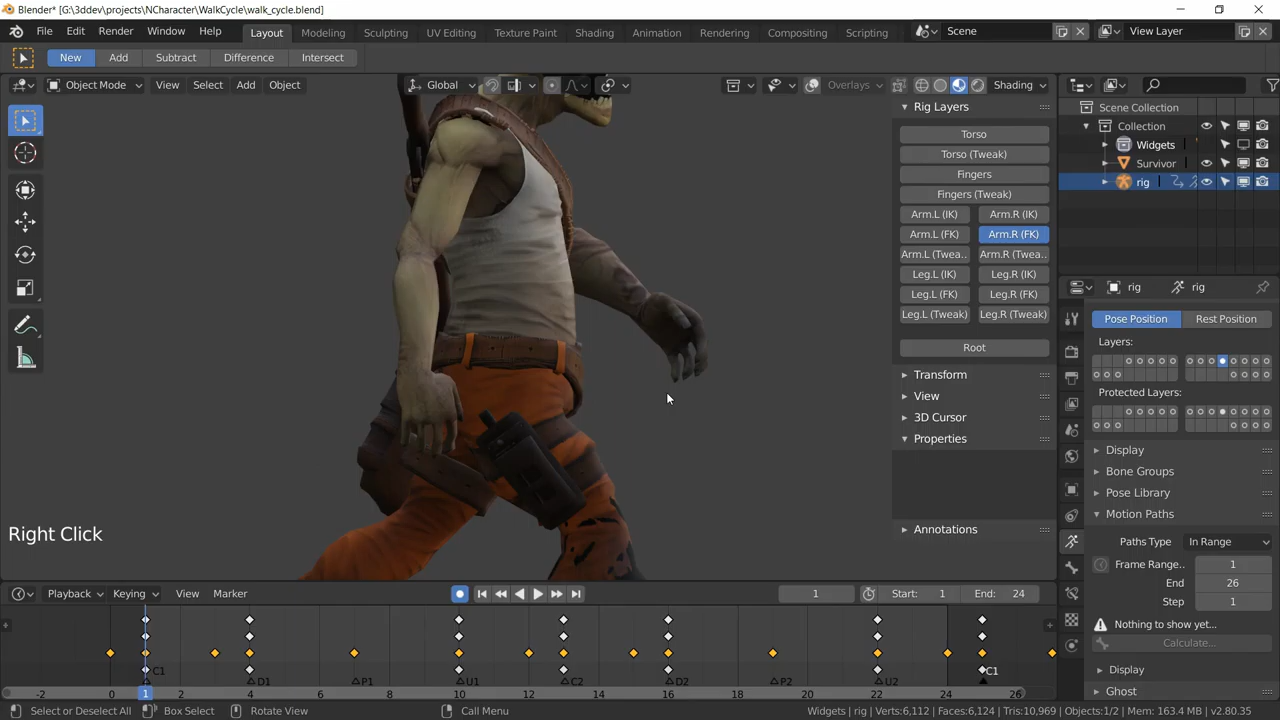 Blender* [G:\3ddev\projects\NCharacter\WalkCycle\walk_cycle.blend]
File Edit Render Window Help Layout Modeling Sculpting UV Editing Texture Paint Shading Animation Rendering Compositing Scripting Scene View Layer
New Add Subtract Difference Intersect
Object Mode View Select Add Object Global Overlays Shading
Rig Layers
Torso
Torso (Tweak)
Fingers
Fingers (Tweak)
Arm.L (IK) Arm.R (IK)
Arm.L (FK) Arm.R (FK)
Arm.L (Twea.. Arm.R (Twea..
Leg.L (IK) Leg.R (IK)
Leg.L (FK) Leg.R (FK)
Leg.L (Tweak) Leg.R (Tweak)
Root
Transform
View
3D Cursor
Properties
Annotations
Scene Collection
Collection
Widgets
Survivor
rig
rig rig
Pose Position Rest Position
Layers:
Protected Layers:
Display
Bone Groups
Pose Library
Motion Paths
Paths Type In Range
Frame Range.. 1
End 26
Step 1
Nothing to show yet...
Calculate...
Display
Ghost
Right Click
Playback Keying View Marker 1 Start: 1 End: 24
C1 D1 P1 U1 C2 D2 P2 U2 C1
-2 0 1 2 4 6 8 10 12 14 16 18 20 22 24 26
Select or Deselect All Box Select Rotate View Call Menu Widgets | rig | Verts:6,112 | Faces:6,124 | Tris:10,969 | Objects:1/2 | Mem: 163.4 MB | v2.80.35